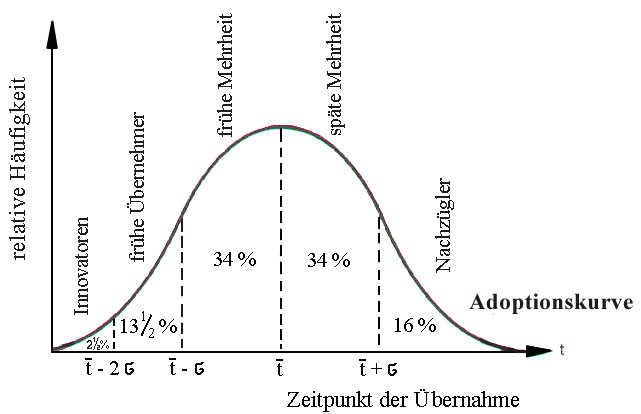 relative Häufigkeit
Innovatoren
frühe Übernehmer
frühe Mehrheit
späte Mehrheit
Nachzügler
Adoptionskurve
2½%
13½%
34%
34%
16%
t̄ - 2σ
t̄ - σ
t̄
t̄ + σ
t
Zeitpunkt der Übernahme